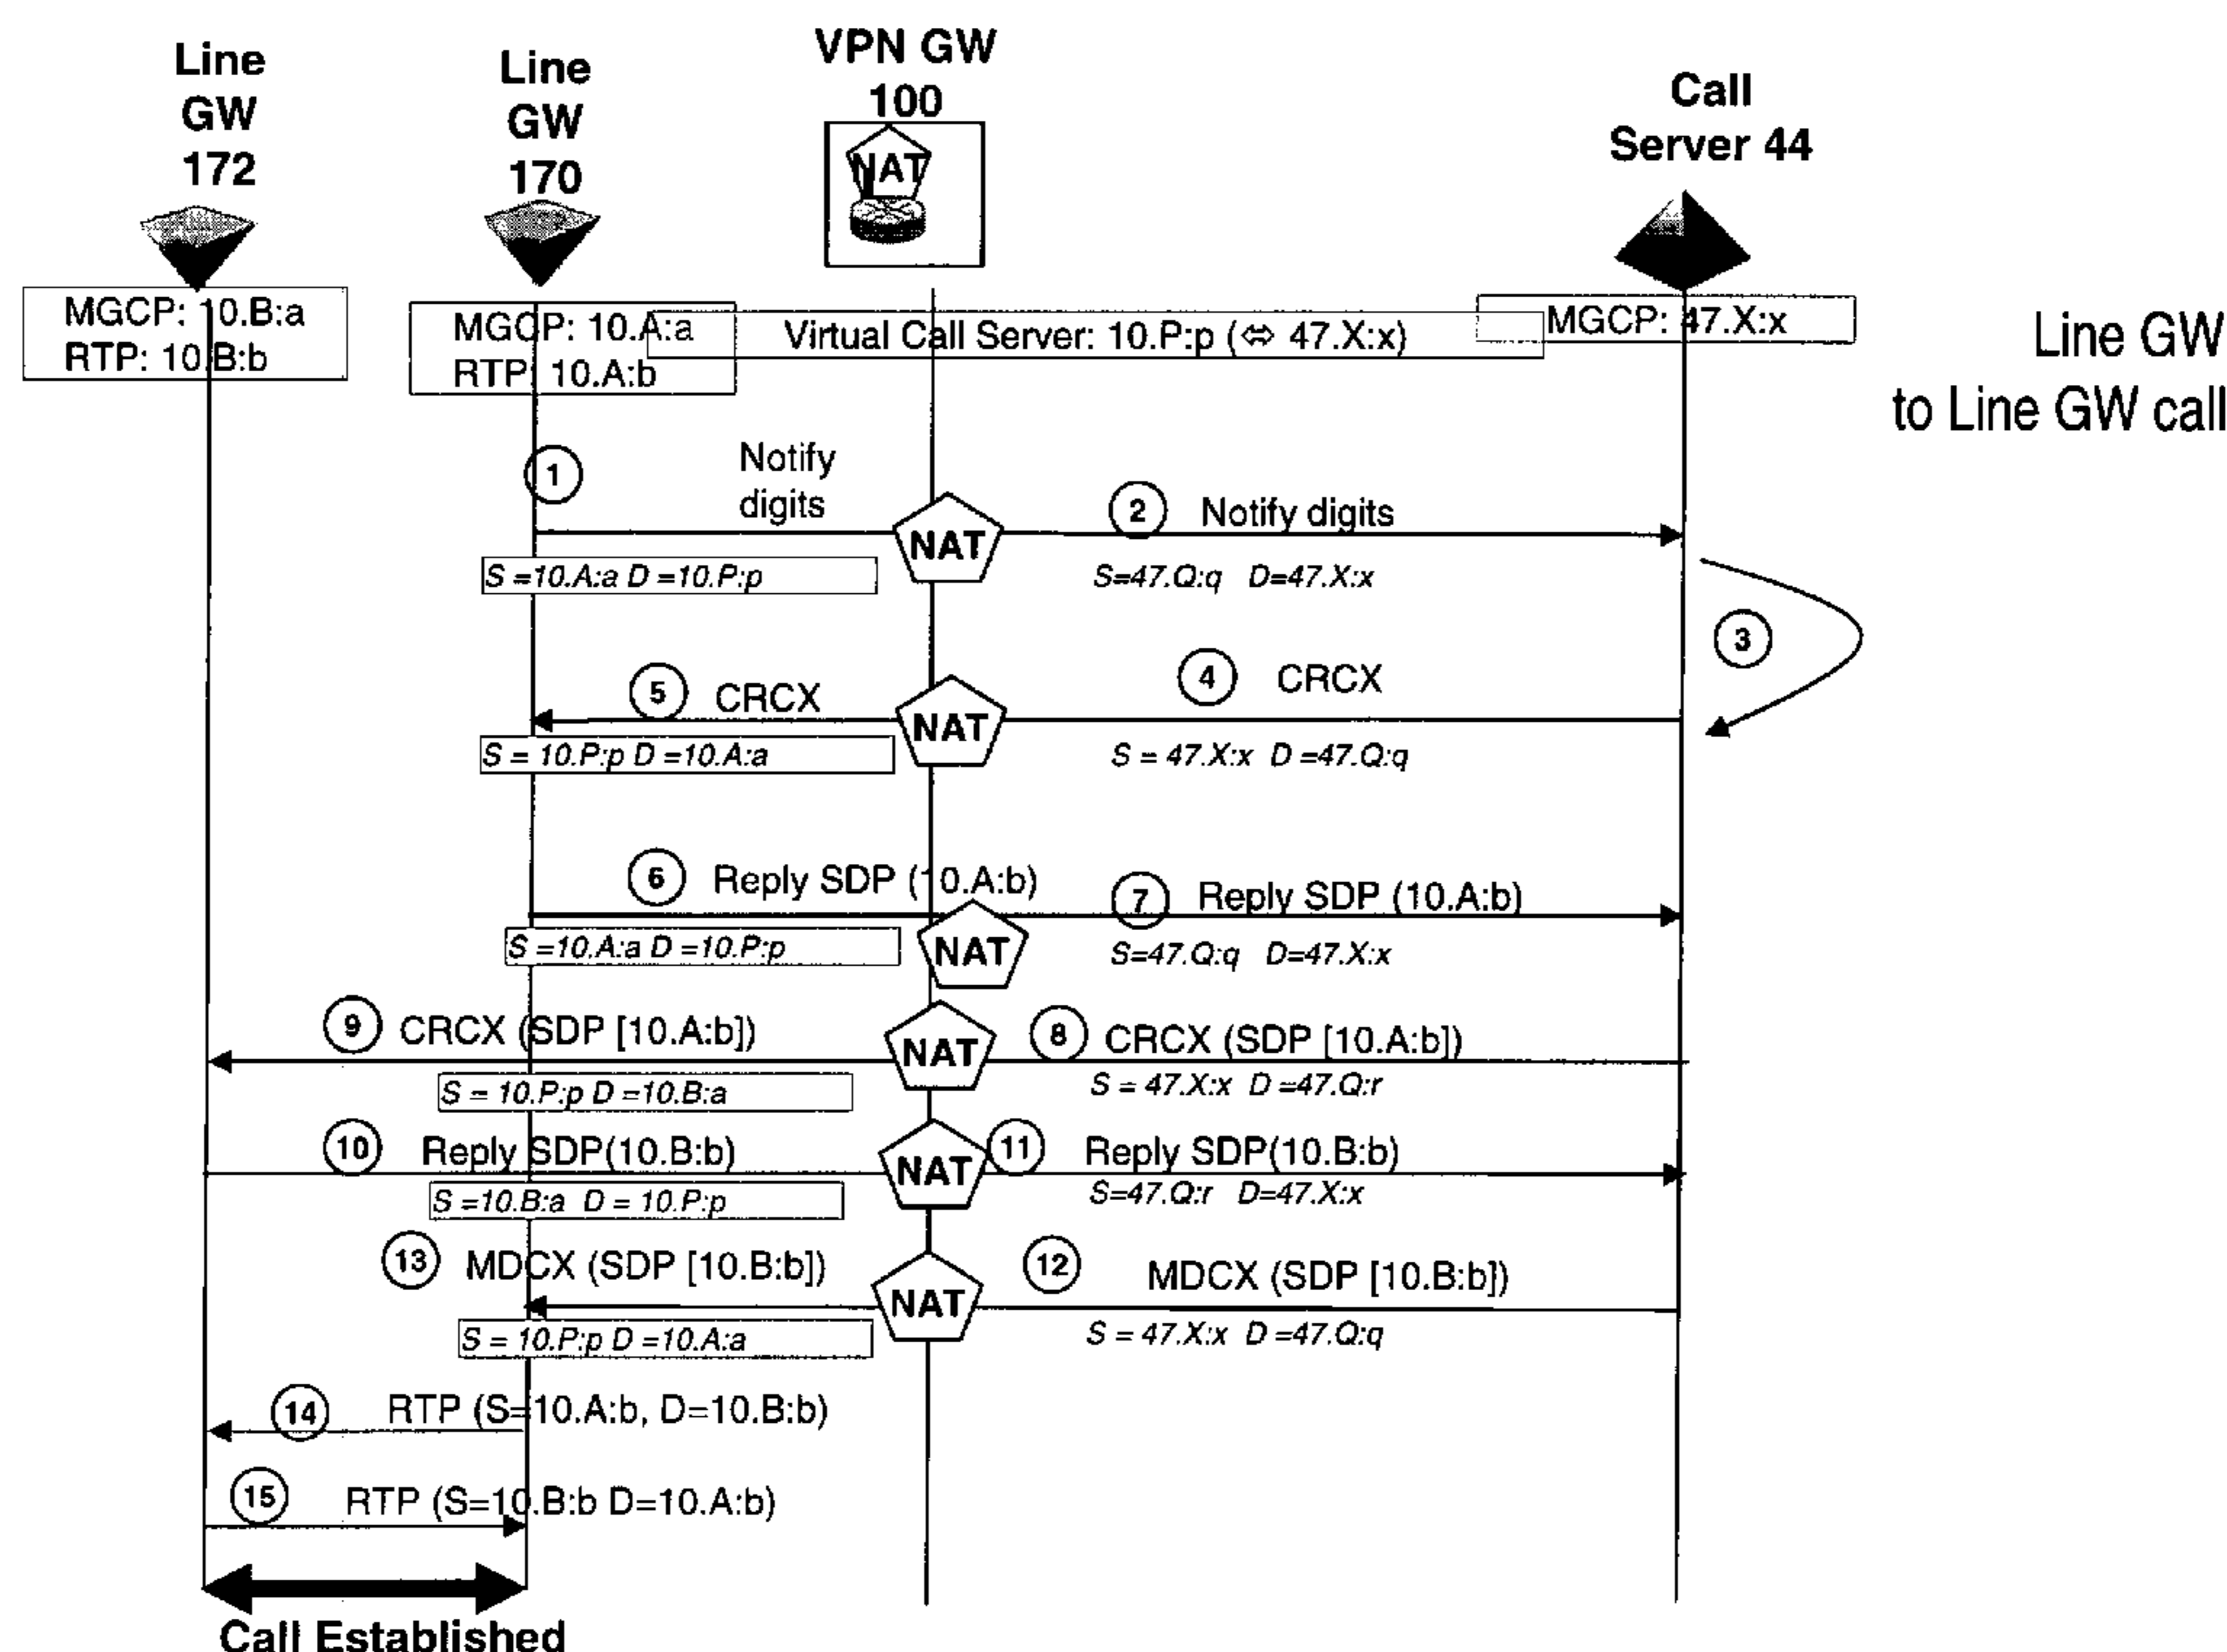 Line
GW
172
Line
GW
170
VPN GW
100
NAT
Call
Server 44
MGCP: 10.B:a
RTP: 10.B:b
MGCP: 10.A:a
RTP: 10.A:b
Virtual Call Server: 10.P:p (⇔ 47.X:x)
MGCP: 47.X:x
Line GW
to Line GW call
1
Notify
digits
NAT
2 Notify digits
S =10.A:a D =10.P:p
S=47.Q:q D=47.X:x
3
5 CRCX
NAT
4 CRCX
S = 10.P:p D =10.A:a
S = 47.X:x D =47.Q:q
6 Reply SDP (10.A:b)
NAT
7 Reply SDP (10.A:b)
S =10.A:a D =10.P:p
S=47.Q:q D=47.X:x
9 CRCX (SDP [10.A:b])
NAT
8 CRCX (SDP [10.A:b])
S = 10.P:p D =10.B:a
S = 47.X:x D =47.Q:r
10 Reply SDP(10.B:b)
NAT
11 Reply SDP(10.B:b)
S =10.B:a D = 10.P:p
S=47.Q:r D=47.X:x
13 MDCX (SDP [10.B:b])
NAT
12 MDCX (SDP [10.B:b])
S = 10.P:p D =10.A:a
S = 47.X:x D =47.Q:q
14 RTP (S=10.A:b, D=10.B:b)
15 RTP (S=10.B:b D=10.A:b)
Call Established